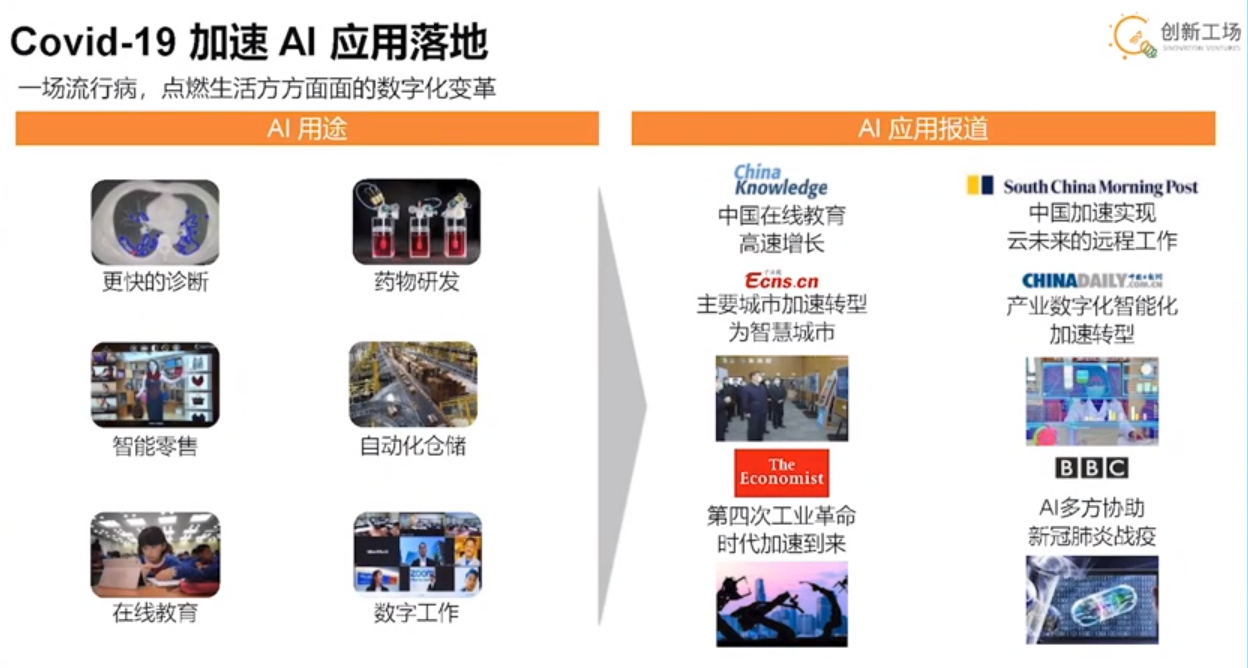 Covid-19 加速 AI 应用落地
一场流行病，点燃生活方方面面的数字化变革
创新工场
SINOVATION VENTURES
AI 用途
更快的诊断
药物研发
智能零售
自动化仓储
在线教育
数字工作
AI 应用报道
China
Knowledge
中国在线教育
高速增长
South China Morning Post
中国加速实现
云未来的远程工作
Ecns.cn
主要城市加速转型
为智慧城市
CHINADAILY 中国日报网
.COM.CN
产业数字化智能化
加速转型
The
Economist
第四次工业革命
时代加速到来
BBC
AI多方协助
新冠肺炎战疫